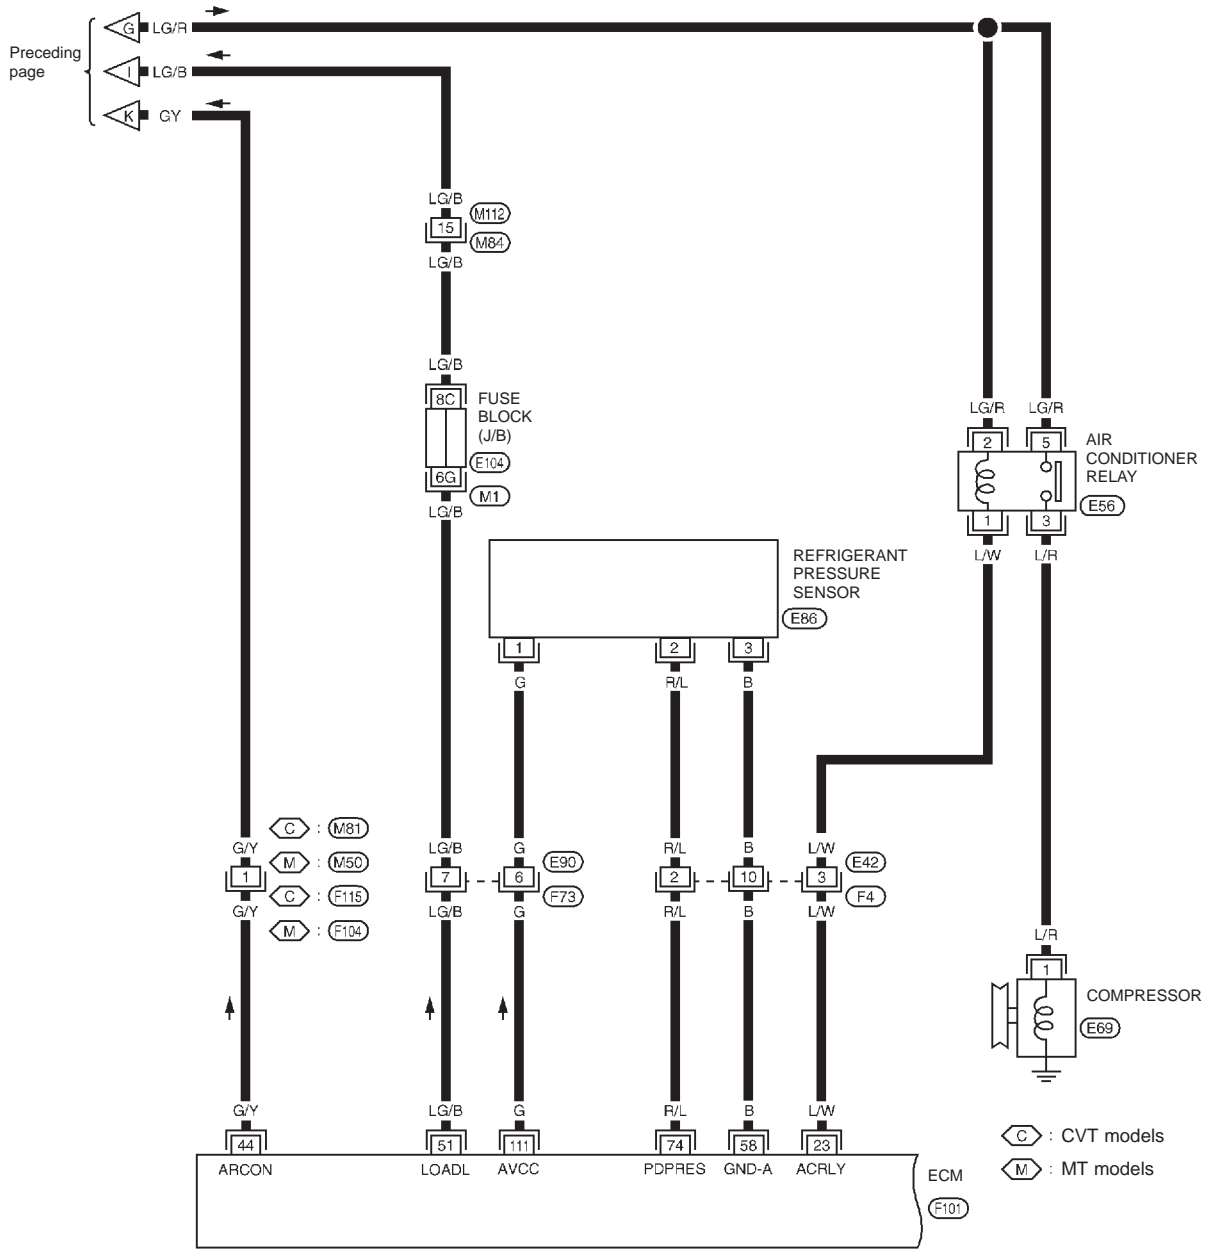 G LG/R
Preceding
page
I LG/B
K GY
LG/B
M112
15
M84
LG/B
LG/B
8C
FUSE
BLOCK
(J/B)
E104
6G
M1
LG/B
LG/R LG/R
2 5
AIR
CONDITIONER
RELAY
E56
1 3
L/W L/R
REFRIGERANT
PRESSURE
SENSOR
E86
1 2 3
G R/L B
C : M81
G/Y LG/B G R/L B L/W
M : M50 E90 E42
1 7 6 2 10 3
C : F115 F73 F4
G/Y LG/B G R/L B L/W
M : F104
L/R
1
COMPRESSOR
E69
G/Y LG/B G R/L B L/W
44 51 111 74 58 23
ARCON LOADL AVCC PDPRES GND-A ACRLY
ECM
F101
C : CVT models
M : MT models